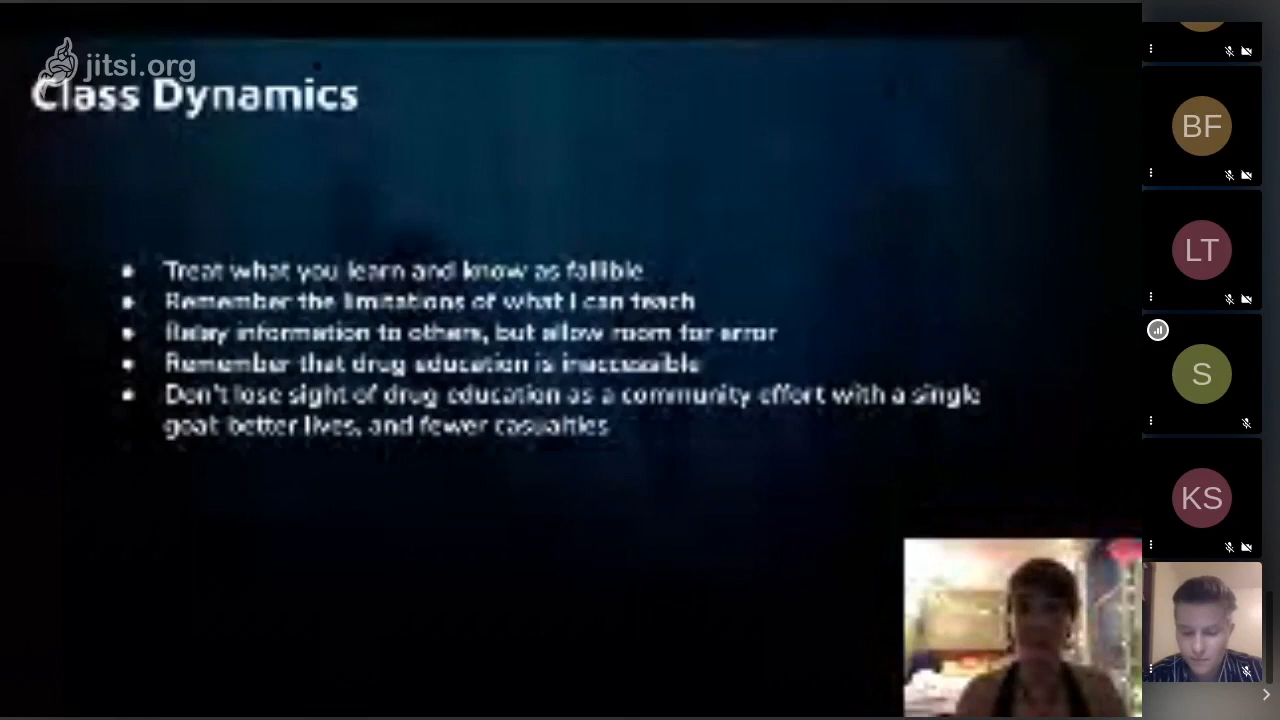 jitsi.org
Class Dynamics
Treat what you learn and know as fallible
Remember the limitations of what I can teach
Relay information to others, but allow room for error
Remember that drug education is inaccessible
Don't lose sight of drug education as a community effort with a single
goal: better lives, and fewer casualties
BF
LT
S
KS